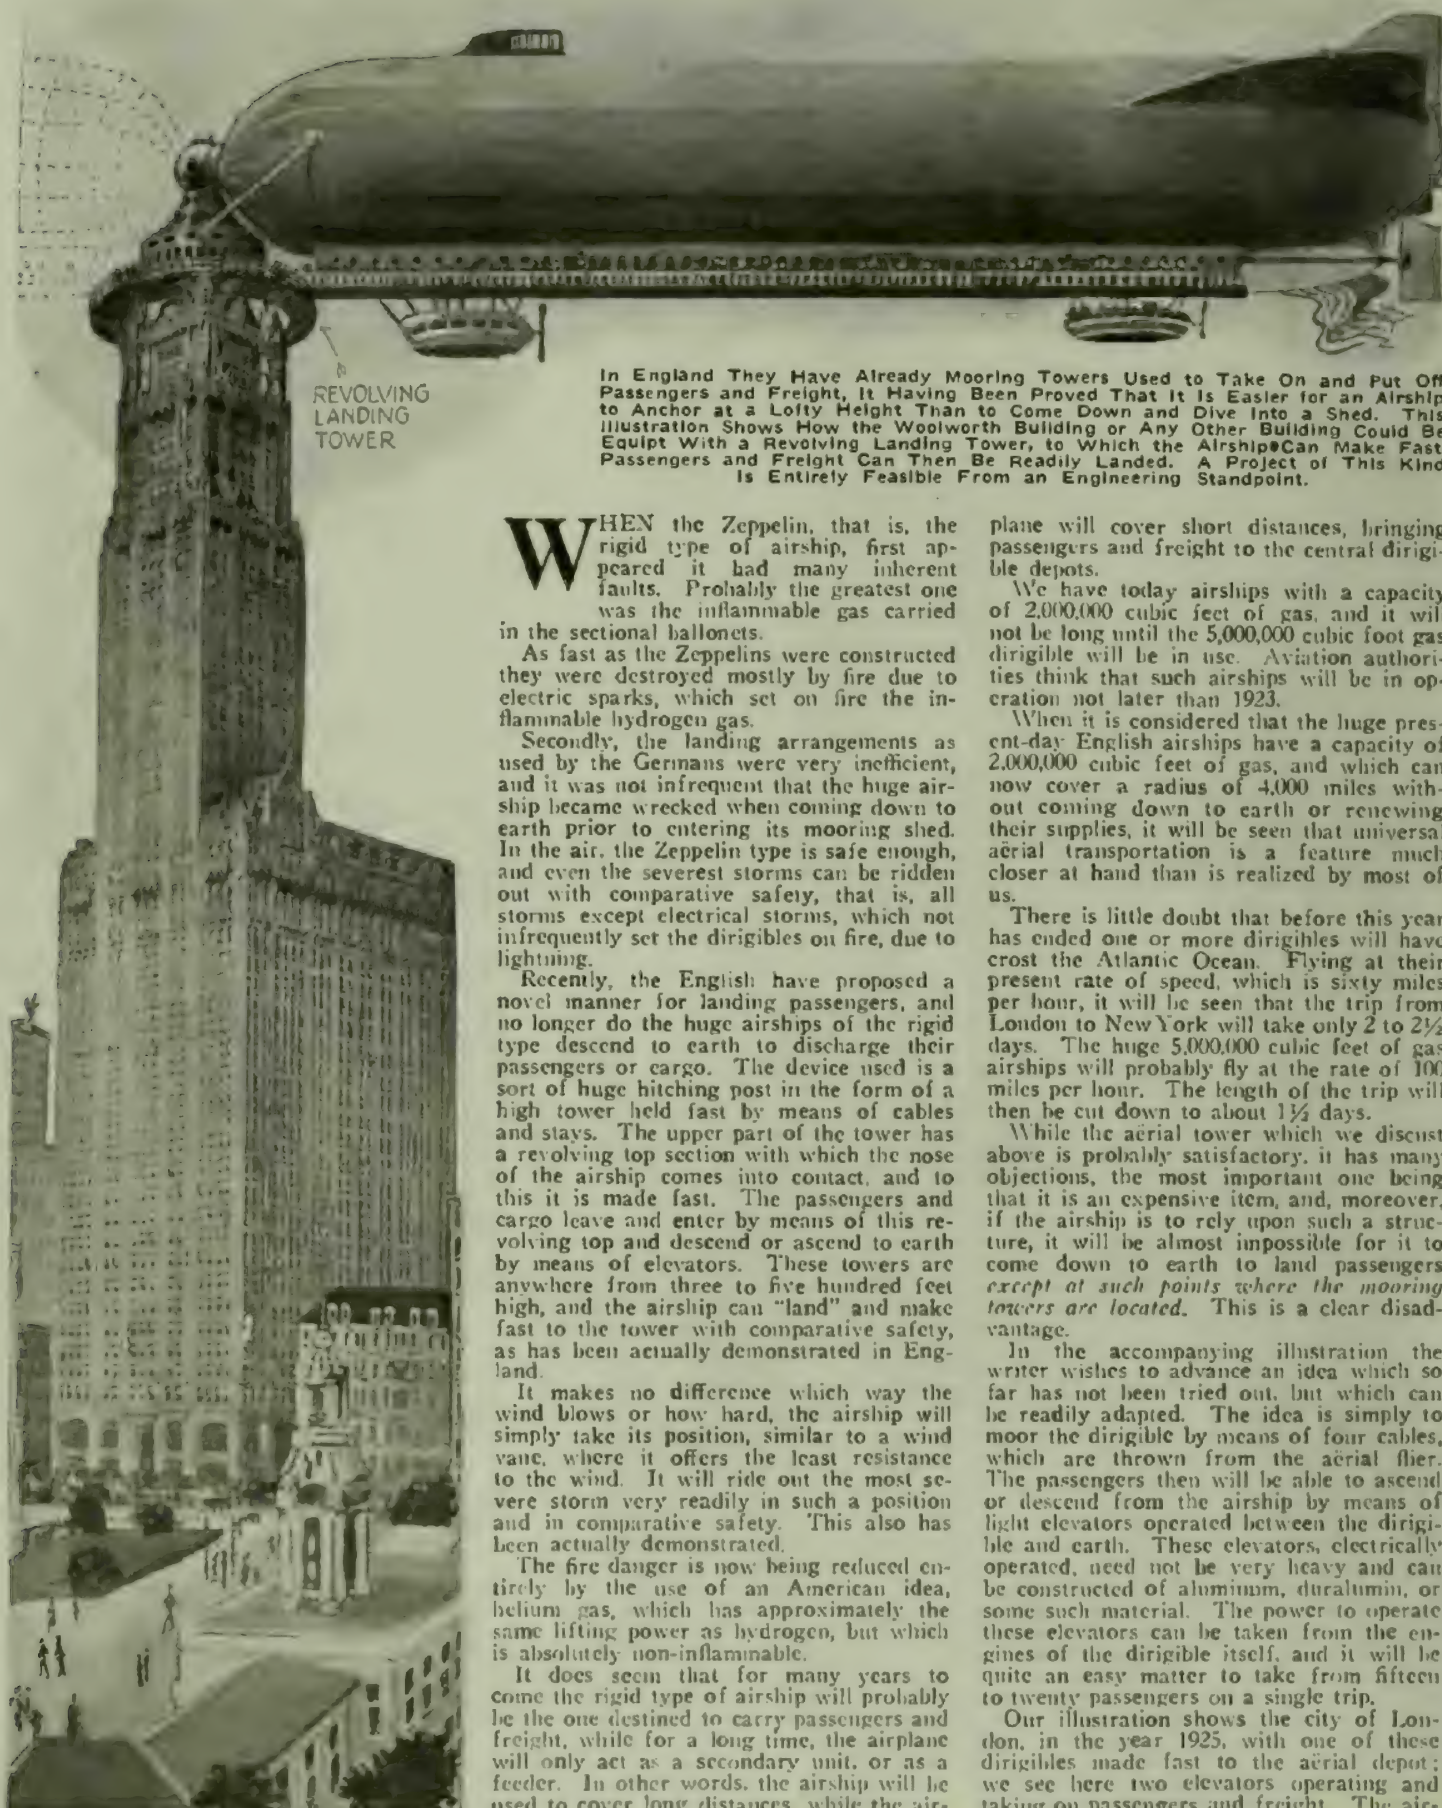 REVOLVING
LANDING
TOWER
In England They Have Already Mooring Towers Used to Take On and Put Off
Passengers and Freight, It Having Been Proved That It Is Easier for an Airship
to Anchor at a Lofty Height Than to Come Down and Dive Into a Shed. This
Illustration Shows How the Woolworth Building or Any Other Building Could Be
Equipt With a Revolving Landing Tower, to Which the Airship Can Make Fast
Passengers and Freight Can Then Be Readily Landed. A Project of This Kind
Is Entirely Feasible From an Engineering Standpoint.
WHEN the Zeppelin, that is, the
rigid type of airship, first ap-
peared it had many inherent
faults. Probably the greatest one
was the inflammable gas carried
in the sectional ballonets.
As fast as the Zeppelins were constructed
they were destroyed mostly by fire due to
electric sparks, which set on fire the in-
flammable hydrogen gas.
Secondly, the landing arrangements as
used by the Germans were very inefficient,
and it was not infrequent that the huge air-
ship became wrecked when coming down to
earth prior to entering its mooring shed.
In the air, the Zeppelin type is safe enough,
and even the severest storms can be ridden
out with comparative safety, that is, all
storms except electrical storms, which not
infrequently set the dirigibles on fire, due to
lightning.
Recently, the English have proposed a
novel manner for landing passengers, and
no longer do the huge airships of the rigid
type descend to earth to discharge their
passengers or cargo. The device used is a
sort of huge hitching post in the form of a
high tower held fast by means of cables
and stays. The upper part of the tower has
a revolving top section with which the nose
of the airship comes into contact, and to
this it is made fast. The passengers and
cargo leave and enter by means of this re-
volving top and descend or ascend to earth
by means of elevators. These towers are
anywhere from three to five hundred feet
high, and the airship can "land" and make
fast to the tower with comparative safety,
as has been actually demonstrated in Eng-
land.
It makes no difference which way the
wind blows or how hard, the airship will
simply take its position, similar to a wind
vane, where it offers the least resistance
to the wind. It will ride out the most se-
vere storm very readily in such a position
and in comparative safety. This also has
been actually demonstrated.
The fire danger is now being reduced en-
tirely by the use of an American idea,
helium gas, which has approximately the
same lifting power as hydrogen, but which
is absolutely non-inflammable.
It does seem that for many years to
come the rigid type of airship will probably
be the one destined to carry passengers and
freight, while for a long time, the airplane
will only act as a secondary unit, or as a
feeder. In other words, the airship will be
used to cover long distances, while the air-
plane will cover short distances, bringing
passengers and freight to the central dirigi-
ble depots.
We have today airships with a capacity
of 2,000,000 cubic feet of gas, and it wil
not be long until the 5,000,000 cubic foot gas
dirigible will be in use. Aviation authori-
ties think that such airships will be in op-
eration not later than 1923.
When it is considered that the huge pres-
ent-day English airships have a capacity of
2,000,000 cubic feet of gas, and which can
now cover a radius of 4,000 miles with-
out coming down to earth or renewing
their supplies, it will be seen that universa
aërial transportation is a feature much
closer at hand than is realized by most of
us.
There is little doubt that before this year
has ended one or more dirigibles will have
crost the Atlantic Ocean. Flying at their
present rate of speed, which is sixty miles
per hour, it will be seen that the trip from
London to New York will take only 2 to 2½
days. The huge 5,000,000 cubic feet of gas
airships will probably fly at the rate of 100
miles per hour. The length of the trip will
then be cut down to about 1½ days.
While the aërial tower which we discust
above is probably satisfactory, it has many
objections, the most important one being
that it is an expensive item, and, moreover,
if the airship is to rely upon such a struc-
ture, it will be almost impossible for it to
come down to earth to land passengers
except at such points where the mooring
towers are located. This is a clear disad-
vantage.
In the accompanying illustration the
writer wishes to advance an idea which so
far has not been tried out, but which can
be readily adapted. The idea is simply to
moor the dirigible by means of four cables,
which are thrown from the aërial flier.
The passengers then will be able to ascend
or descend from the airship by means of
light elevators operated between the dirigi-
ble and earth. These elevators, electrically
operated, need not be very heavy and can
be constructed of aluminum, duralumin, or
some such material. The power to operate
these elevators can be taken from the en-
gines of the dirigible itself, and it will be
quite an easy matter to take from fifteen
to twenty passengers on a single trip.
Our illustration shows the city of Lon-
don, in the year 1925, with one of these
dirigibles made fast to the aërial depot;
we see here two elevators operating and
taking on passengers and freight. The air-